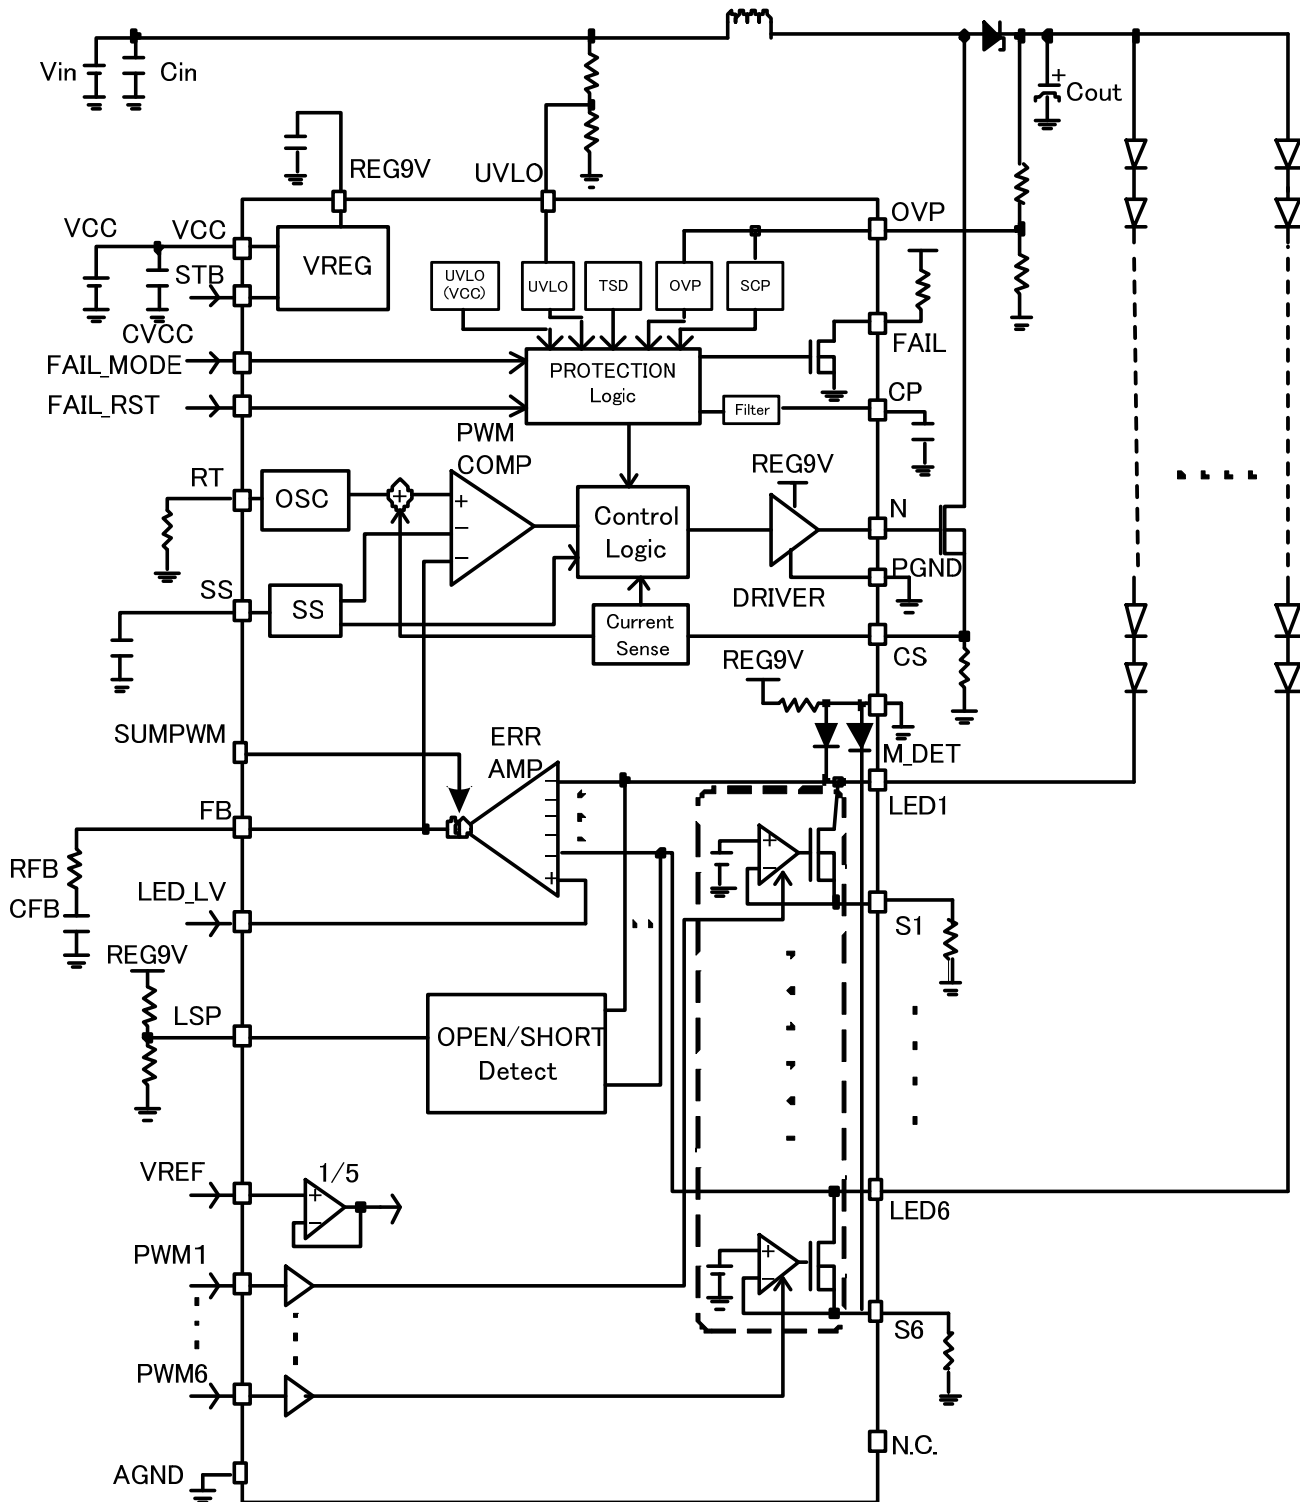 Vin
Cin
+
Cout
REG9V
UVLO
OVP
VCC
VCC
STB
CVCC
VREG
UVLO
(VCC)
UVLO
TSD
OVP
SCP
FAIL
FAIL_MODE
PROTECTION
Logic
CP
FAIL_RST
Filter
PWM
COMP
REG9V
RT
OSC
+
+
−
−
Control
Logic
N
PGND
DRIVER
SS
SS
Current
Sense
CS
REG9V
SUMPWM
ERR
AMP
M_DET
LED1
−
−
−
−
−
+
FB
RFB
CFB
LED_LV
+
−
S1
REG9V
LSP
OPEN/SHORT
Detect
VREF
1/5
+
−
LED6
PWM1
+
−
S6
PWM6
N.C.
AGND